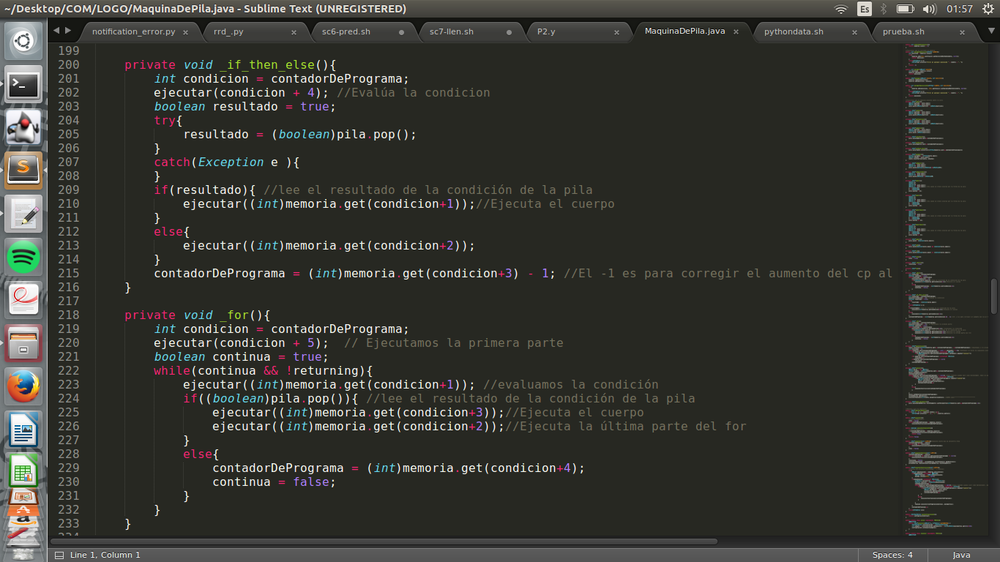 ~/Desktop/COM/LOGO/MaquinaDePila.java - Sublime Text (UNREGISTERED)
Es
01:57
notification_error.py × rrd_.py × sc6-pred.sh sc7-llen.sh P2.y × MaquinaDePila.java × pythondata.sh × prueba.sh ×
199
200 private void _if_then_else(){
201 int condicion = contadorDePrograma;
202 ejecutar(condicion + 4); //Evalúa la condicion
203 boolean resultado = true;
204 try{
205 resultado = (boolean)pila.pop();
206 }
207 catch(Exception e ){
208 }
209 if(resultado){ //lee el resultado de la condición de la pila
210 ejecutar((int)memoria.get(condicion+1));//Ejecuta el cuerpo
211 }
212 else{
213 ejecutar((int)memoria.get(condicion+2));
214 }
215 contadorDePrograma = (int)memoria.get(condicion+3) - 1; //El -1 es para corregir el aumento del cp al
216 }
217
218 private void _for(){
219 int condicion = contadorDePrograma;
220 ejecutar(condicion + 5); // Ejecutamos la primera parte
221 boolean continua = true;
222 while(continua && !returning){
223 ejecutar((int)memoria.get(condicion+1)); //evaluamos la condición
224 if((boolean)pila.pop()){ //lee el resultado de la condición de la pila
225 ejecutar((int)memoria.get(condicion+3));//Ejecuta el cuerpo
226 ejecutar((int)memoria.get(condicion+2));//Ejecuta la última parte del for
227 }
228 else{
229 contadorDePrograma = (int)memoria.get(condicion+4);
230 continua = false;
231 }
232 }
233 }
Line 1, Column 1
Spaces: 4
Java